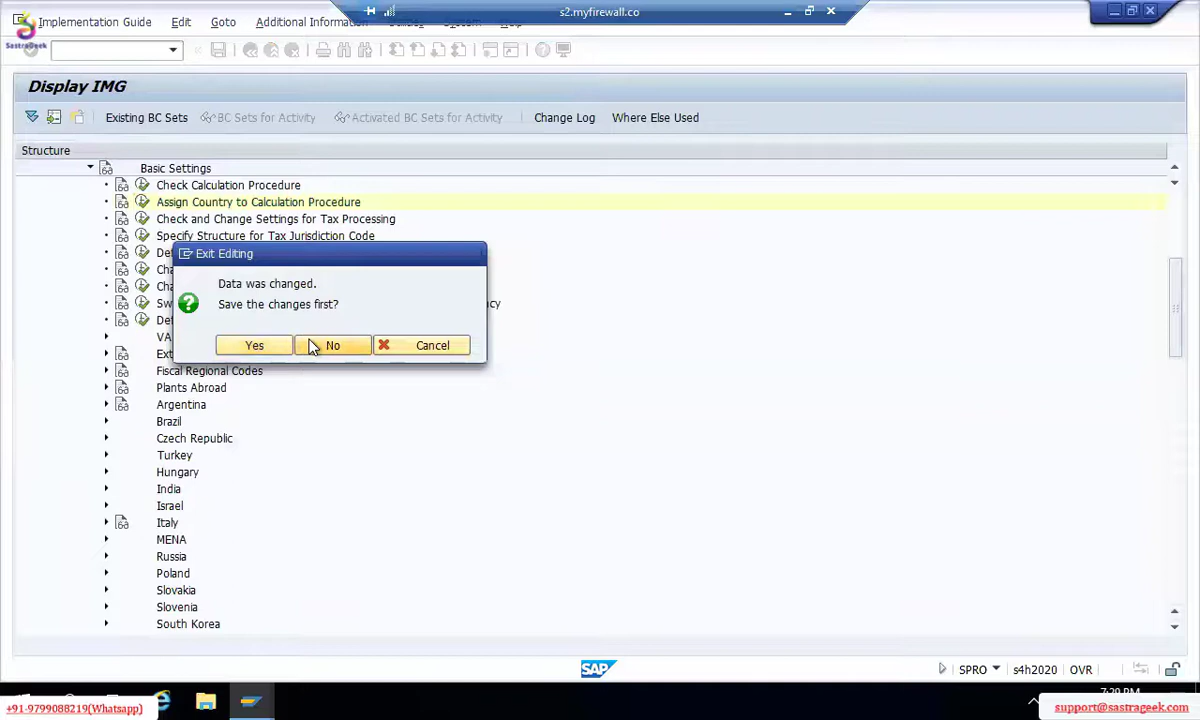 Implementation Guide Edit Goto Additional Information
s2.myfirewall.co
SastraGeek
Display IMG
Existing BC Sets BC Sets for Activity Activated BC Sets for Activity Change Log Where Else Used
Structure
Basic Settings
Check Calculation Procedure
Assign Country to Calculation Procedure
Check and Change Settings for Tax Processing
Specify Structure for Tax Jurisdiction Code
Exit Editing
Data was changed.
Save the changes first?
Yes No Cancel
Fiscal Regional Codes
Plants Abroad
Argentina
Brazil
Czech Republic
Turkey
Hungary
India
Israel
Italy
MENA
Russia
Poland
Slovakia
Slovenia
South Korea
SAP
SPRO s4h2020 OVR
+91-9799088219(Whatsapp)
support@sastrageek.com